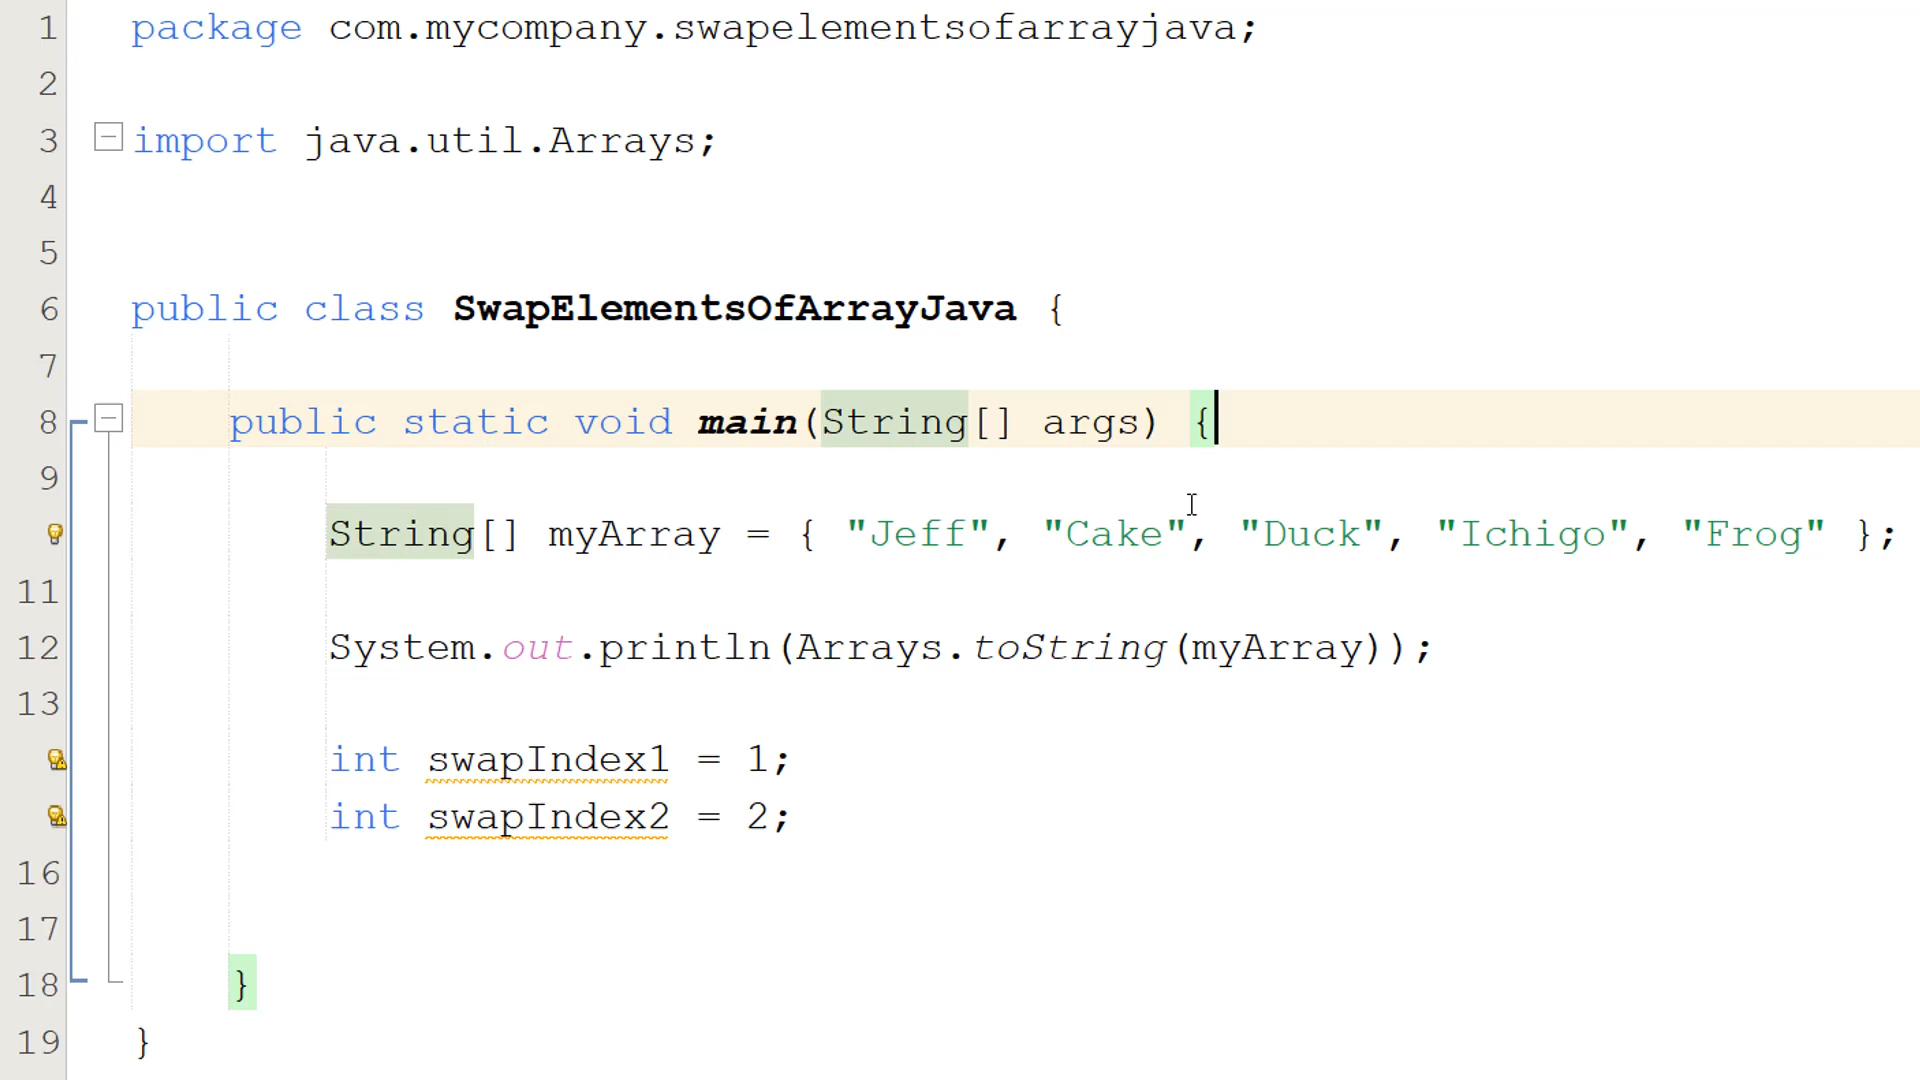 1 package com.mycompany.swapelementsofarrayjava;
2
3 import java.util.Arrays;
4
5
6 public class SwapElementsOfArrayJava {
7
8 public static void main(String[] args) {
9
String[] myArray = { "Jeff", "Cake", "Duck", "Ichigo", "Frog" };
11
12 System.out.println(Arrays.toString(myArray));
13
int swapIndex1 = 1;
int swapIndex2 = 2;
16
17
18 }
19 }